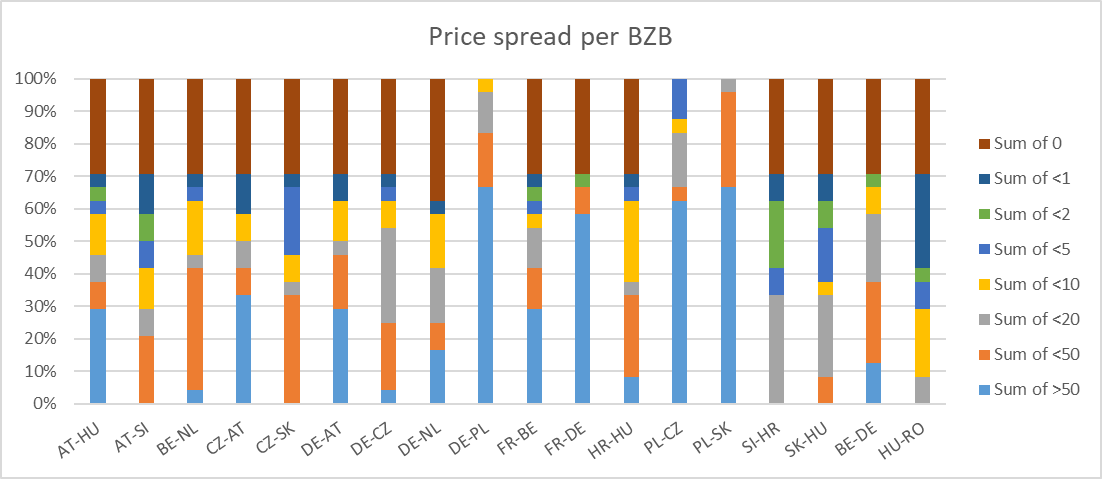 Price spread per BZB
100%
90%
80%
70%
60%
50%
40%
30%
20%
10%
0%
AT-HU
AT-SI
BE-NL
CZ-AT
CZ-SK
DE-AT
DE-CZ
DE-NL
DE-PL
FR-BE
FR-DE
HR-HU
PL-CZ
PL-SK
SI-HR
SK-HU
BE-DE
HU-RO
Sum of 0
Sum of <1
Sum of <2
Sum of <5
Sum of <10
Sum of <20
Sum of <50
Sum of >50